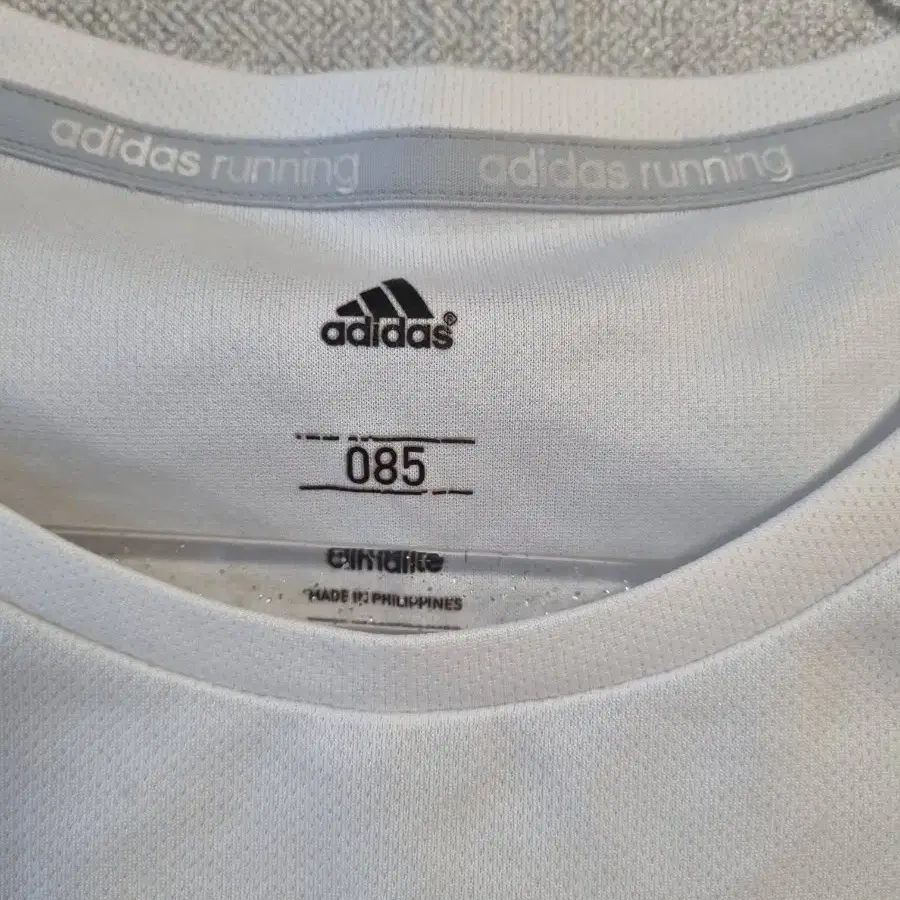 adidas running adidas running
adidas®
085
climalite
MADE IN PHILIPPINES